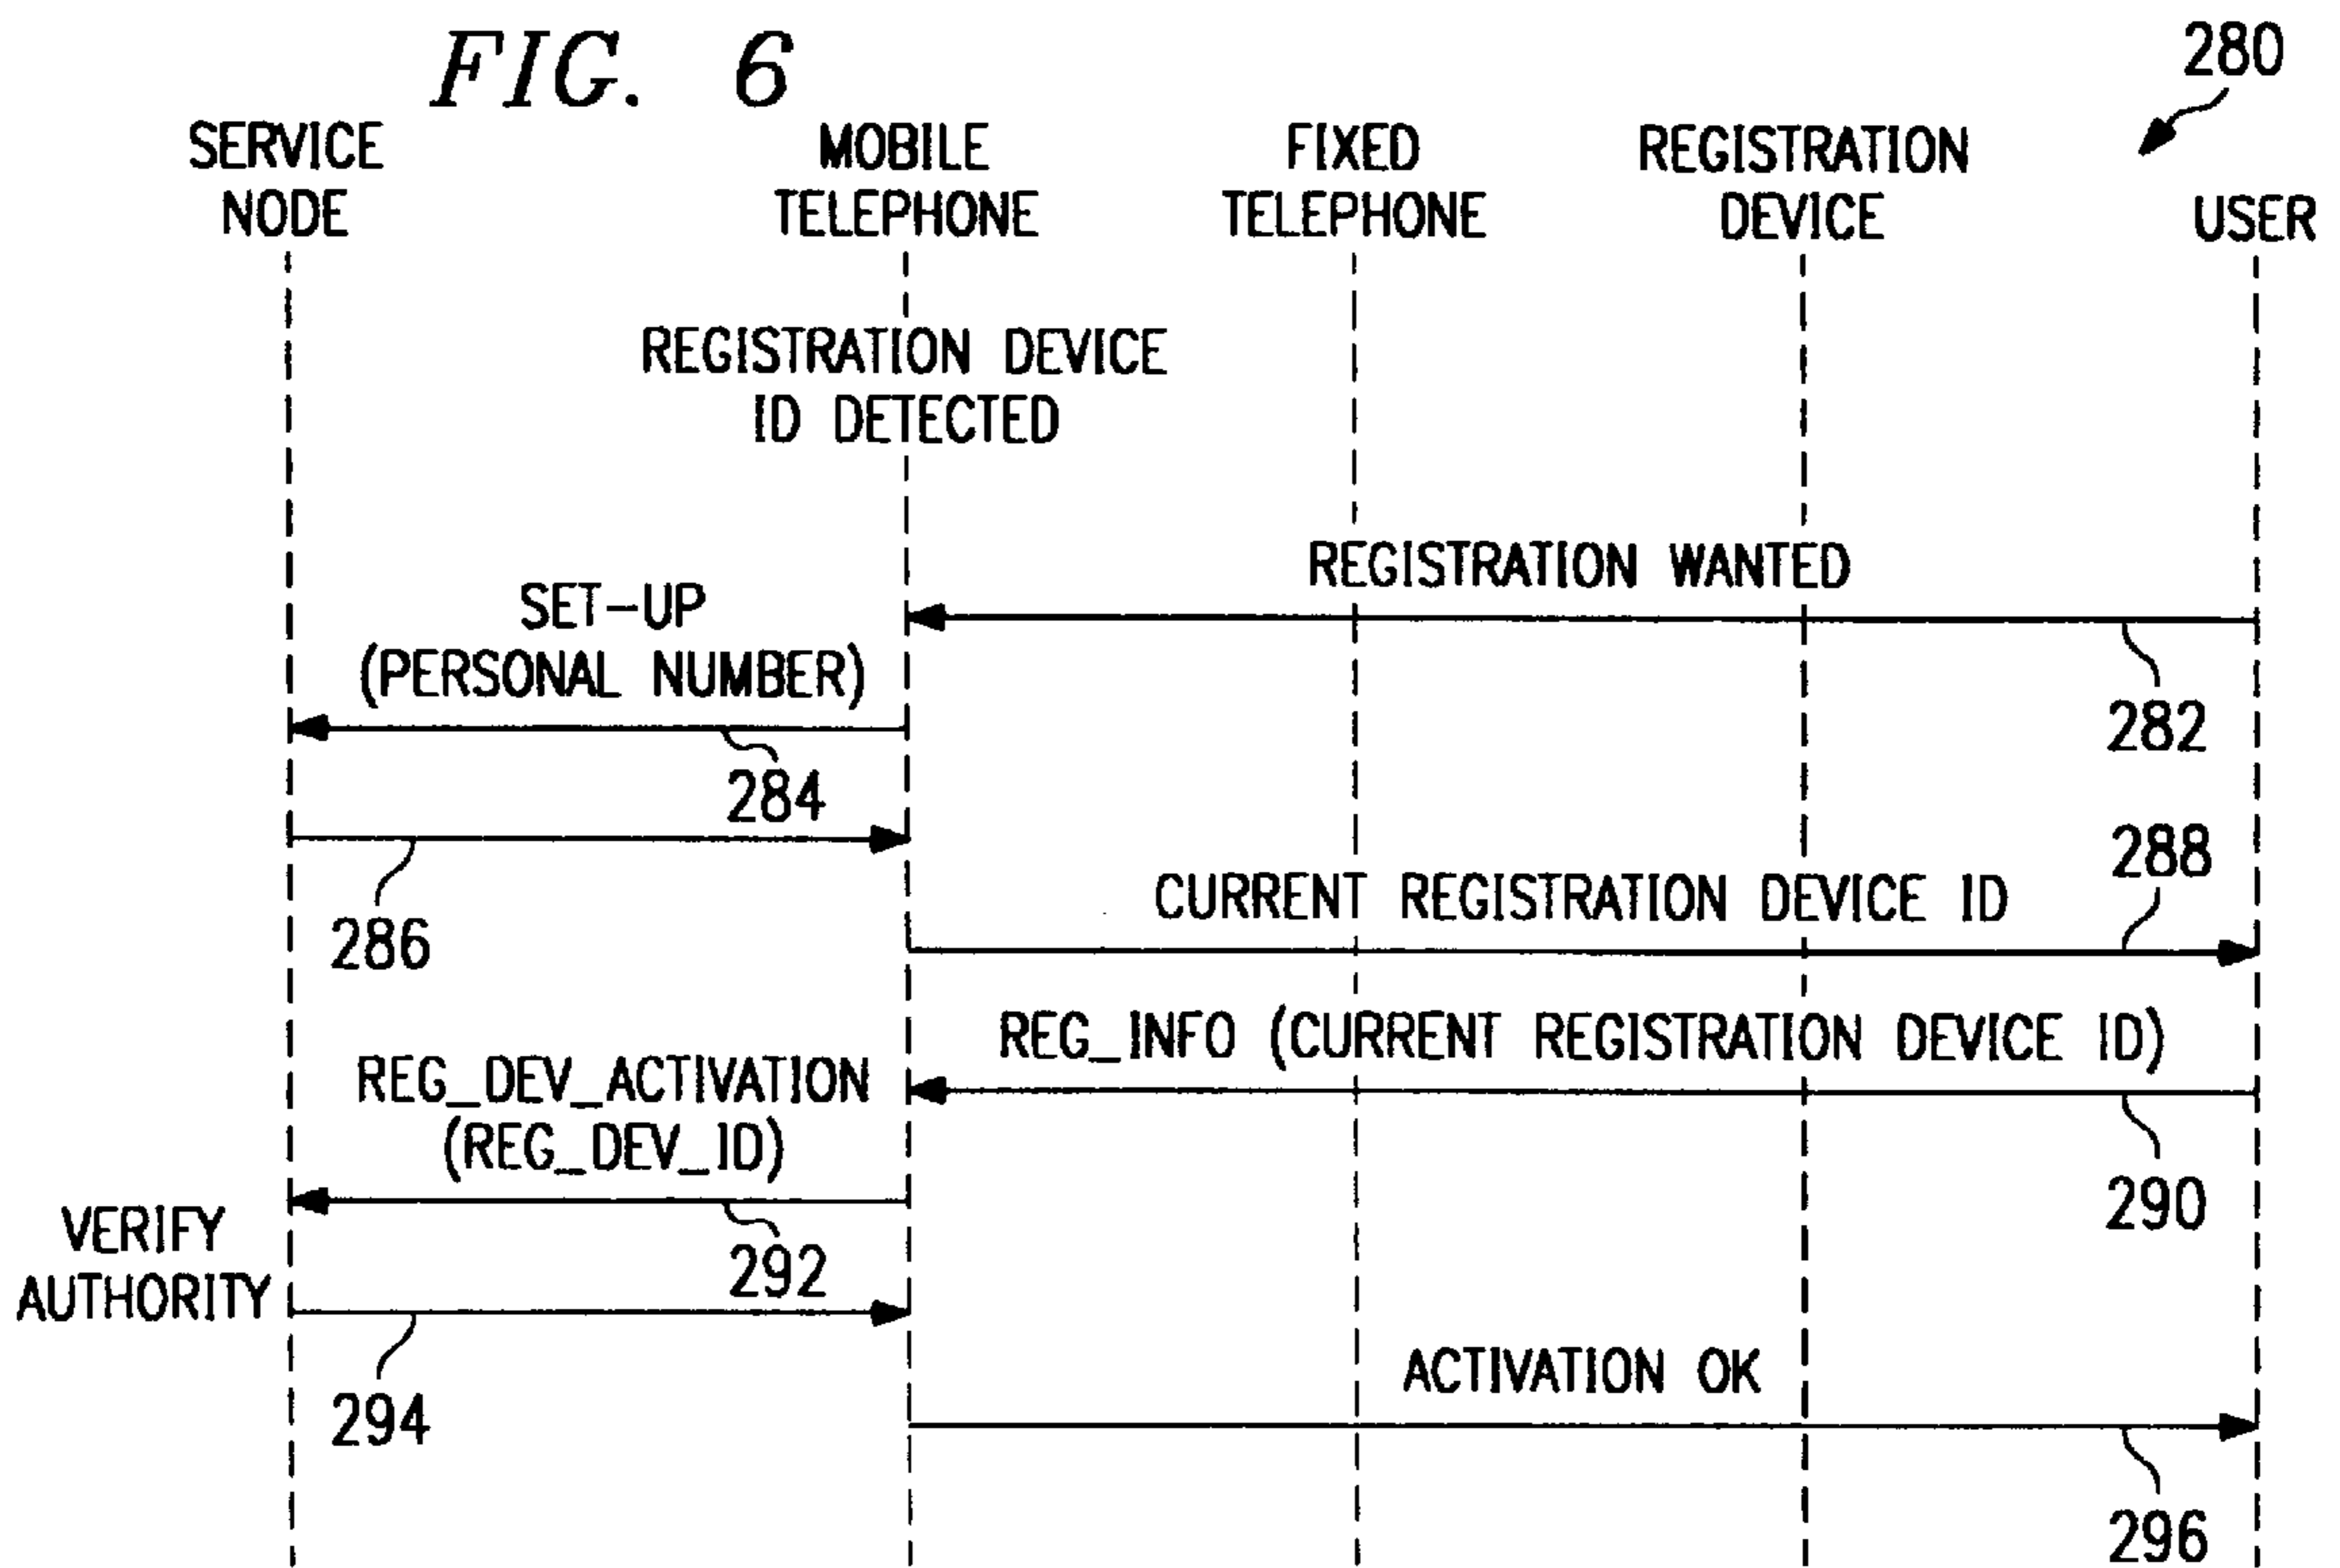 FIG. 6
280
SERVICE
NODE
MOBILE
TELEPHONE
FIXED
TELEPHONE
REGISTRATION
DEVICE
USER
REGISTRATION DEVICE
ID DETECTED
REGISTRATION WANTED
282
SET-UP
(PERSONAL NUMBER)
284
286
288
CURRENT REGISTRATION DEVICE ID
REG_INFO (CURRENT REGISTRATION DEVICE ID)
290
REG_DEV_ACTIVATION
(REG_DEV_ID)
292
VERIFY
AUTHORITY
294
ACTIVATION OK
296